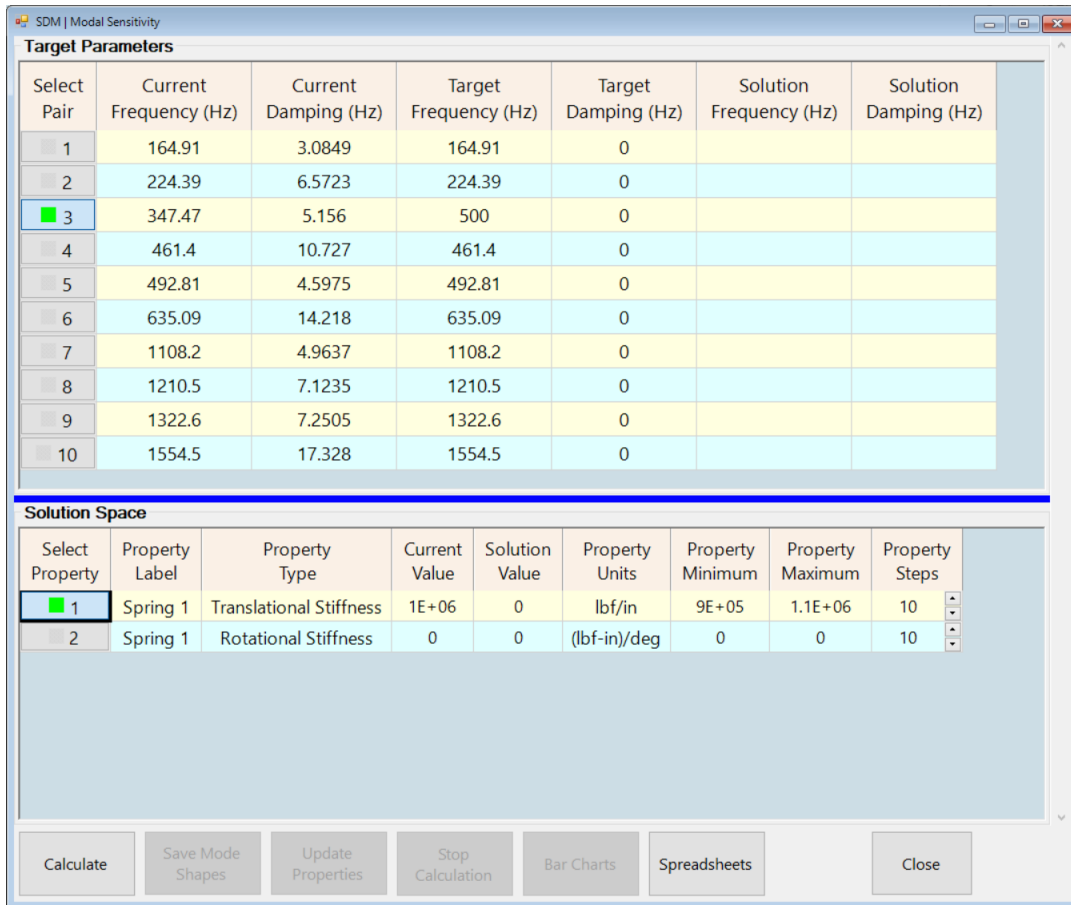 SDM | Modal Sensitivity
Target Parameters
Select Pair Current Frequency (Hz) Current Damping (Hz) Target Frequency (Hz) Target Damping (Hz) Solution Frequency (Hz) Solution Damping (Hz)
1 164.91 3.0849 164.91 0
2 224.39 6.5723 224.39 0
3 347.47 5.156 500 0
4 461.4 10.727 461.4 0
5 492.81 4.5975 492.81 0
6 635.09 14.218 635.09 0
7 1108.2 4.9637 1108.2 0
8 1210.5 7.1235 1210.5 0
9 1322.6 7.2505 1322.6 0
10 1554.5 17.328 1554.5 0
Solution Space
Select Property Property Label Property Type Current Value Solution Value Property Units Property Minimum Property Maximum Property Steps
1 Spring 1 Translational Stiffness 1E+06 0 lbf/in 9E+05 1.1E+06 10
2 Spring 1 Rotational Stiffness 0 0 (lbf-in)/deg 0 0 10
Calculate Save Mode Shapes Update Properties Stop Calculation Bar Charts Spreadsheets Close